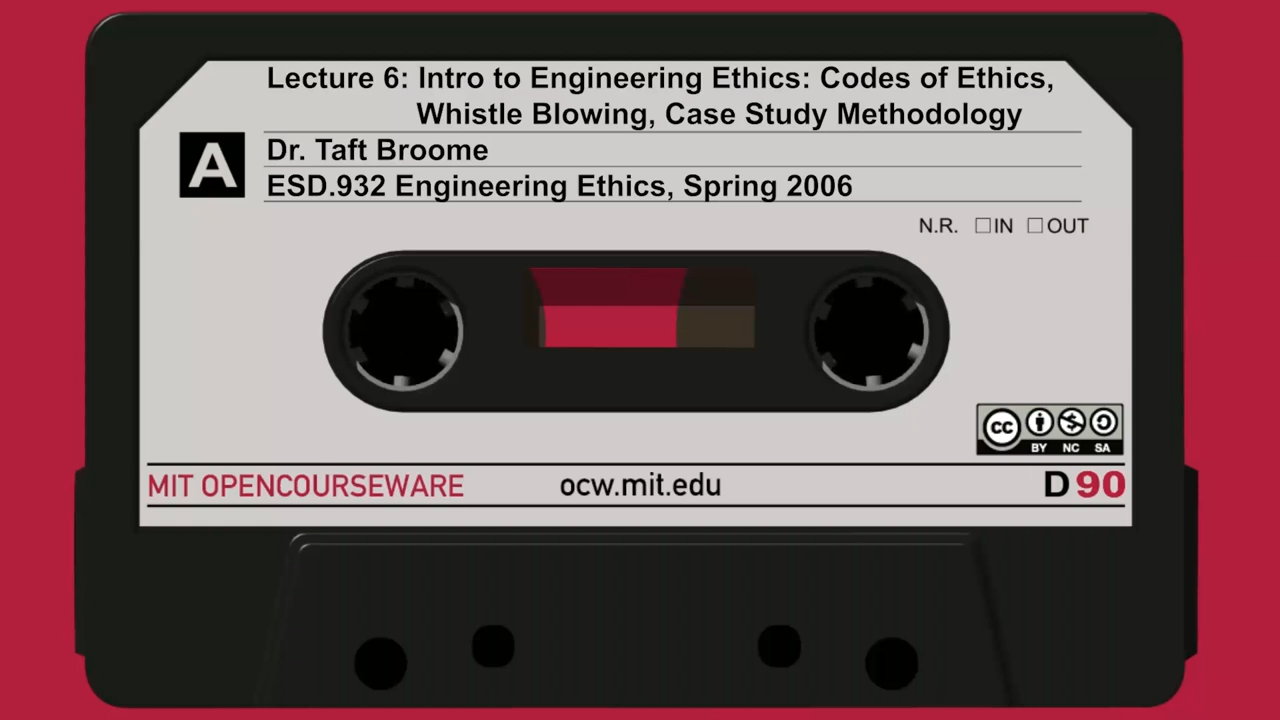 Lecture 6: Intro to Engineering Ethics: Codes of Ethics,
Whistle Blowing, Case Study Methodology
A
Dr. Taft Broome
ESD.932 Engineering Ethics, Spring 2006
N.R. □IN □OUT
cc
BY NC SA
MIT OPENCOURSEWARE ocw.mit.edu D90